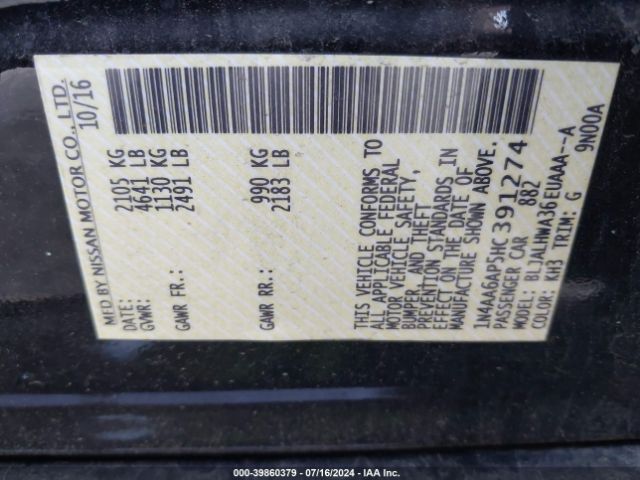 MFD BY NISSAN MOTOR CO., LTD.
DATE: 10/16
GVWR: 2105 KG
4641 LB
GAWR FR.: 1130 KG
2491 LB
GAWR RR.: 990 KG
2183 LB
THIS VEHICLE CONFORMS TO
ALL APPLICABLE FEDERAL
MOTOR VEHICLE SAFETY,
BUMPER, AND THEFT
PREVENTION STANDARDS IN
EFFECT ON THE DATE OF
MANUFACTURE SHOWN ABOVE.
1N4AA6AP5HC391274
PASSENGER CAR 8B2
MODEL: BLJALHWA36EUAAA--A
COLOR: KH3 TRIM: G 9N00A
000-39860379 - 07/16/2024 - IAA Inc.